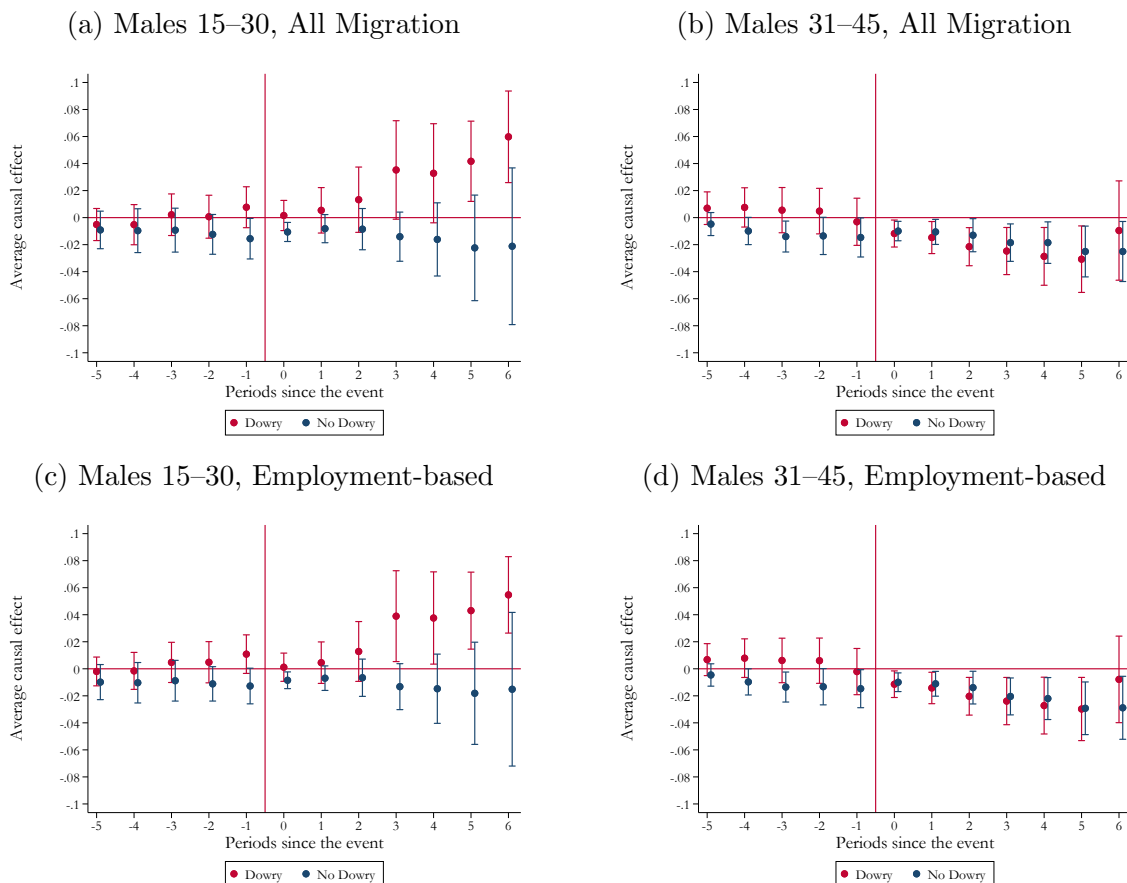 (a) Males 15–30, All Migration
Average causal effect
.1
.08
.06
.04
.02
0
-.02
-.04
-.06
-.08
-.1
-5 -4 -3 -2 -1 0 1 2 3 4 5 6
Periods since the event
Dowry No Dowry
(b) Males 31–45, All Migration
Average causal effect
.1
.08
.06
.04
.02
0
-.02
-.04
-.06
-.08
-.1
-5 -4 -3 -2 -1 0 1 2 3 4 5 6
Periods since the event
Dowry No Dowry
(c) Males 15–30, Employment-based
Average causal effect
.1
.08
.06
.04
.02
0
-.02
-.04
-.06
-.08
-.1
-5 -4 -3 -2 -1 0 1 2 3 4 5 6
Periods since the event
Dowry No Dowry
(d) Males 31–45, Employment-based
Average causal effect
.1
.08
.06
.04
.02
0
-.02
-.04
-.06
-.08
-.1
-5 -4 -3 -2 -1 0 1 2 3 4 5 6
Periods since the event
Dowry No Dowry